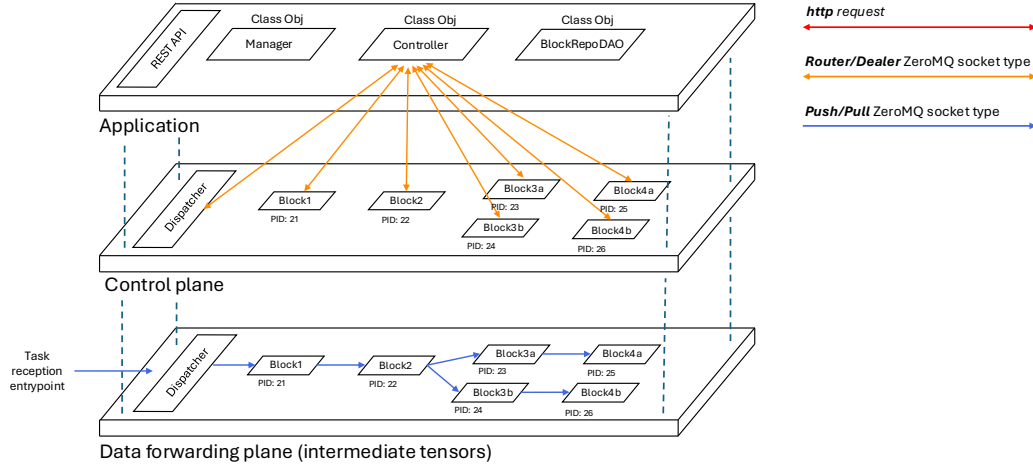 Class Obj
Class Obj
Class Obj
REST API
Manager
Controller
BlockRepoDAO
Application
http request
Router/Dealer ZeroMQ socket type
Push/Pull ZeroMQ socket type
Dispatcher
Block1
PID: 21
Block2
PID: 22
Block3a
PID: 23
Block4a
PID: 25
Block3b
PID: 24
Block4b
PID: 26
Control plane
Task
reception
entrypoint
Dispatcher
Block1
PID: 21
Block2
PID: 22
Block3a
PID: 23
Block4a
PID: 25
Block3b
PID: 24
Block4b
PID: 26
Data forwarding plane (intermediate tensors)